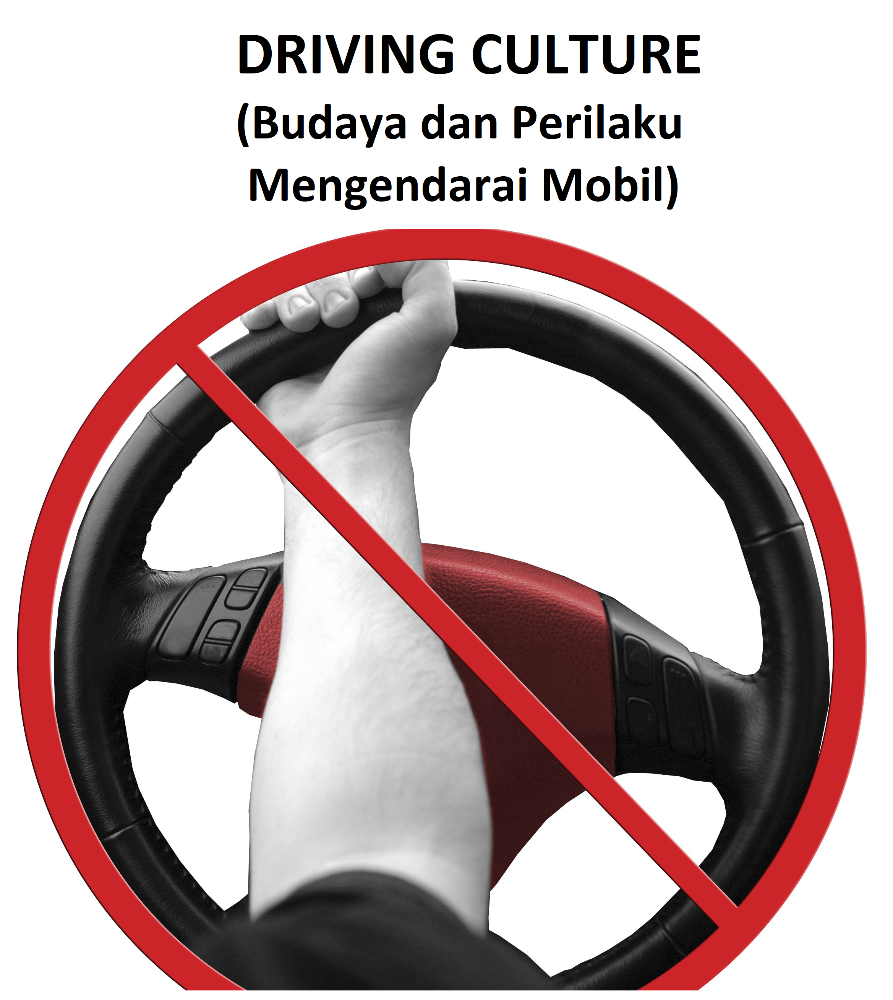 DRIVING CULTURE
(Budaya dan Perilaku
Mengendarai Mobil)